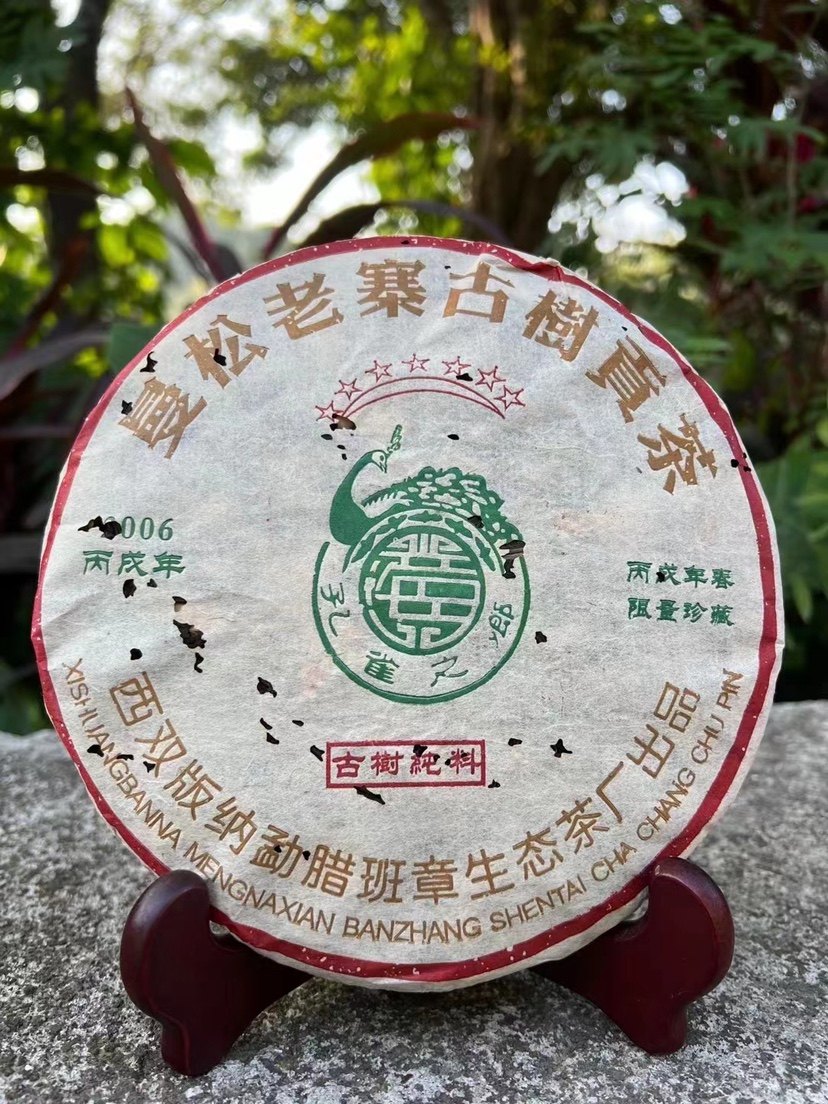 曼松老寨古樹貢茶
2006
丙戌年
孔雀之鄉
丙戌年春
限量珍藏
古樹純料
西双版纳勐腊班章生态茶厂出品
XISHUANGBANNA MENGNAXIAN BANZHANG SHENTAI CHA CHANG CHU PIN